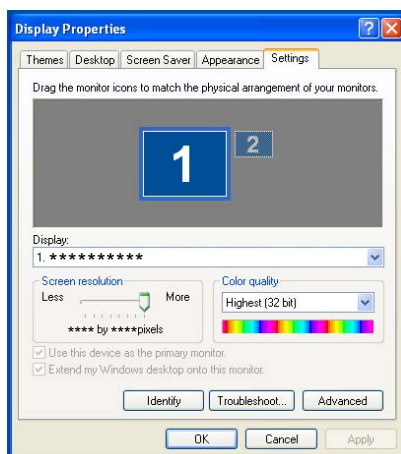 Display Properties
Themes Desktop Screen Saver Appearance Settings
Drag the monitor icons to match the physical arrangement of your monitors.
1 2
Display:
1. **********
Screen resolution
Less More
**** by ****pixels
Color quality
Highest (32 bit)
Use this device as the primary monitor.
Extend my Windows desktop onto this monitor.
Identify Troubleshoot... Advanced
OK Cancel Apply